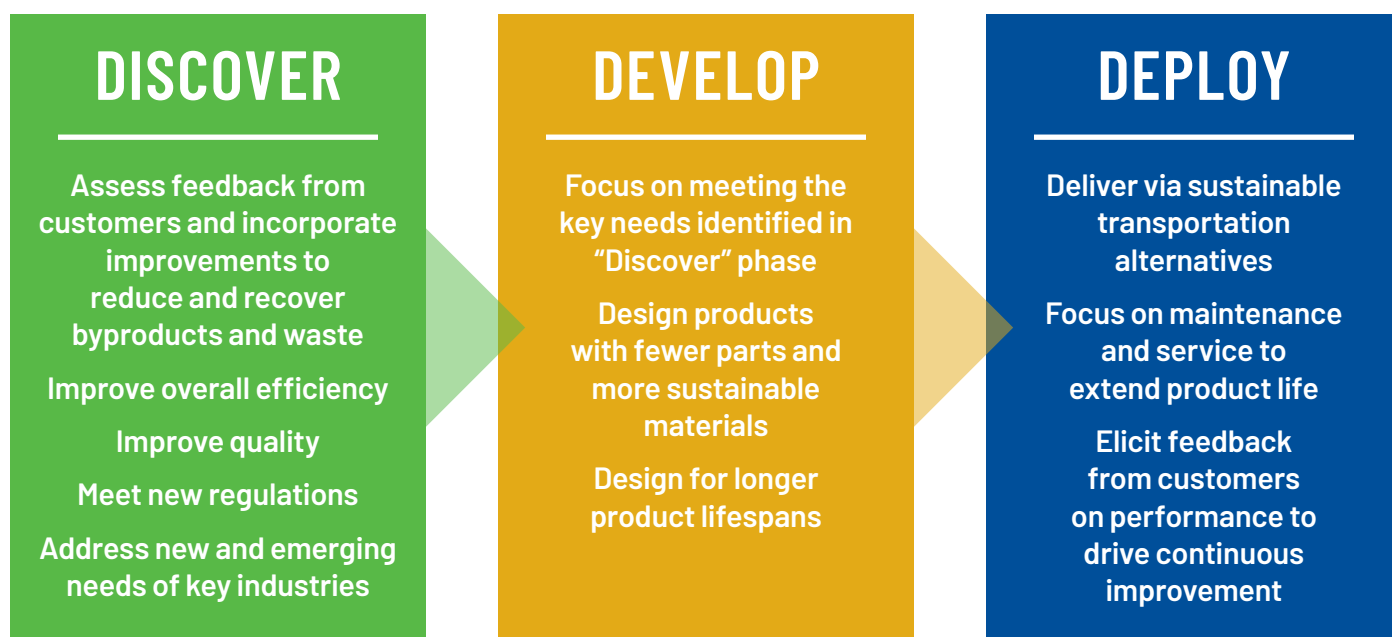 DISCOVER
Assess feedback from
customers and incorporate
improvements to
reduce and recover
byproducts and waste
Improve overall efficiency
Improve quality
Meet new regulations
Address new and emerging
needs of key industries
DEVELOP
Focus on meeting the
key needs identified in
“Discover” phase
Design products
with fewer parts and
more sustainable
materials
Design for longer
product lifespans
DEPLOY
Deliver via sustainable
transportation
alternatives
Focus on maintenance
and service to
extend product life
Elicit feedback
from customers
on performance to
drive continuous
improvement